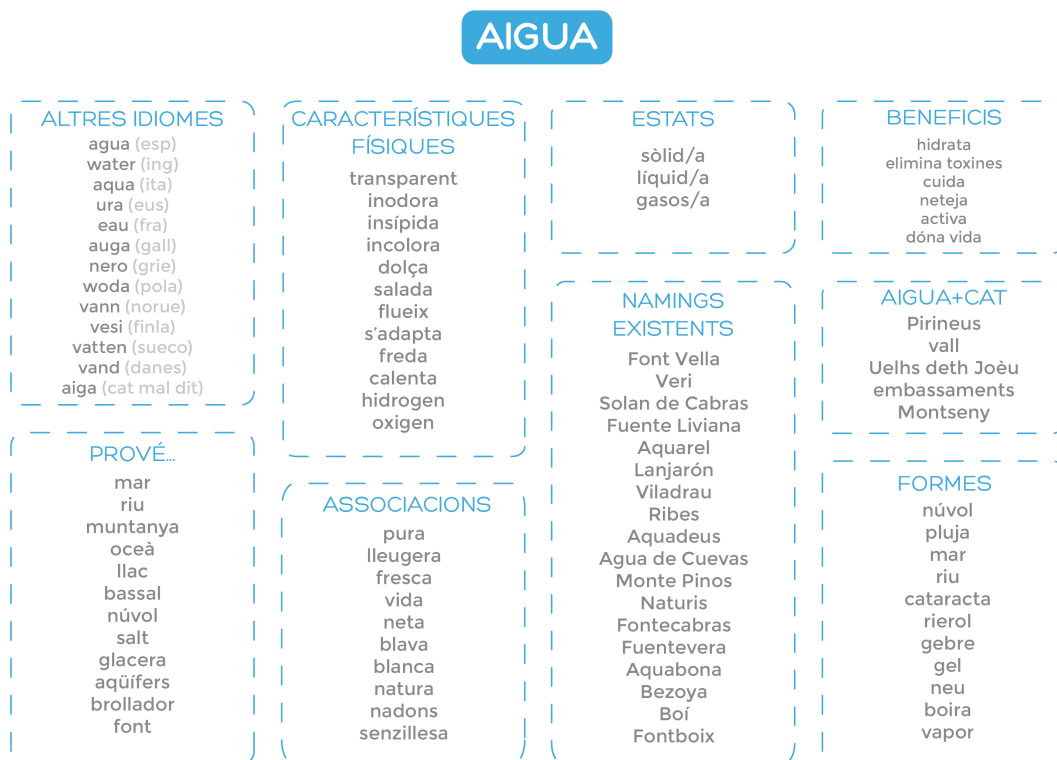 AIGUA
ALTRES IDIOMES
agua (esp)
water (ing)
aqua (ita)
ura (eus)
eau (fra)
auga (gall)
nero (grie)
woda (pola)
vann (norue)
vesi (finla)
vatten (sueco)
vand (danes)
aiga (cat mal dit)
PROVÉ...
mar
riu
muntanya
oceà
llac
bassal
núvol
salt
glacera
aqüífers
brollador
font
CARACTERÍSTIQUES
FÍSIQUES
transparent
inodora
insípida
incolora
dolça
salada
flueix
s'adapta
freda
calenta
hidrogen
oxigen
ASSOCIACIONS
pura
lleugera
fresca
vida
neta
blava
blanca
natura
nadons
senzillesa
ESTATS
sòlid/a
líquid/a
gasos/a
NAMINGS
EXISTENTS
Font Vella
Veri
Solan de Cabras
Fuente Liviana
Aquarel
Lanjarón
Viladrau
Ribes
Aquadeus
Agua de Cuevas
Monte Pinos
Naturis
Fontecabras
Fuentevera
Aquabona
Bezoya
Boí
Fontboix
BENEFICIS
hidrata
elimina toxines
cuida
neteja
activa
dóna vida
AIGUA+CAT
Pirineus
vall
Uelhs deth Joèu
embassaments
Montseny
FORMES
núvol
pluja
mar
riu
cataracta
rierol
gebre
gel
neu
boira
vapor